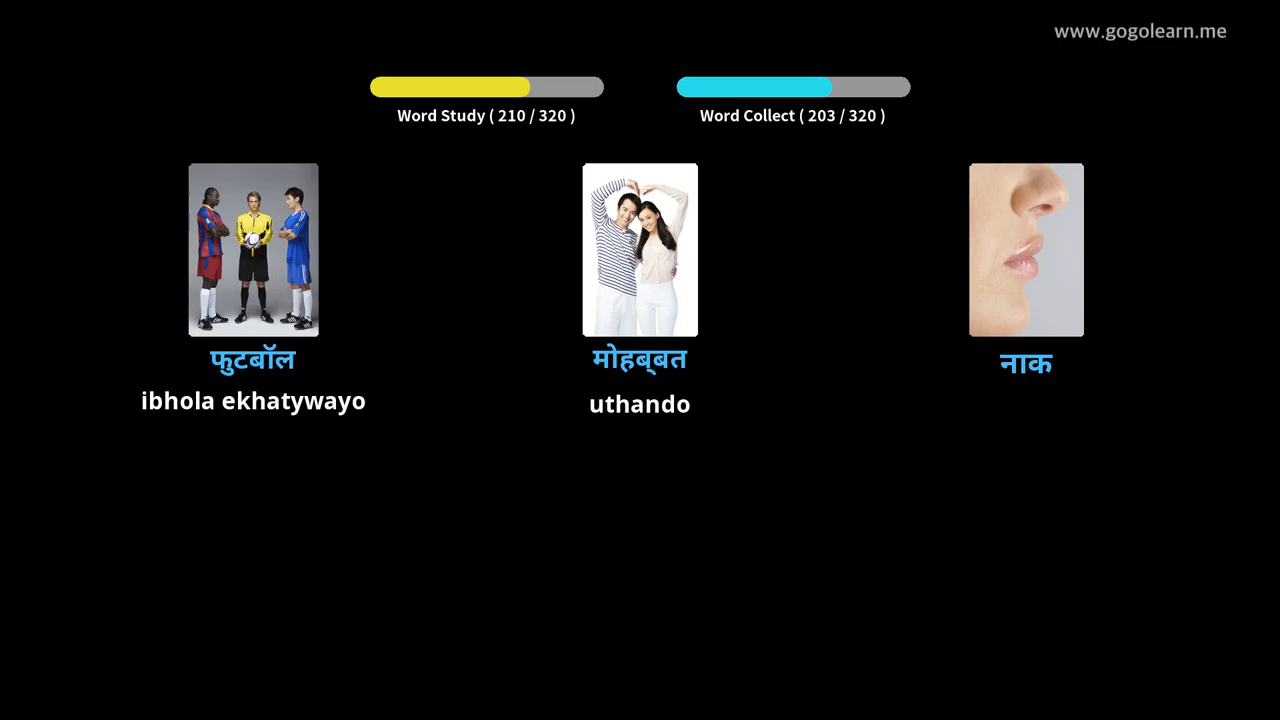 www.gogolearn.me
Word Study ( 210 / 320 )
Word Collect ( 203 / 320 )
फुटबॉल
मोहब्बत
नाक
ibhola ekhatywayo
uthando